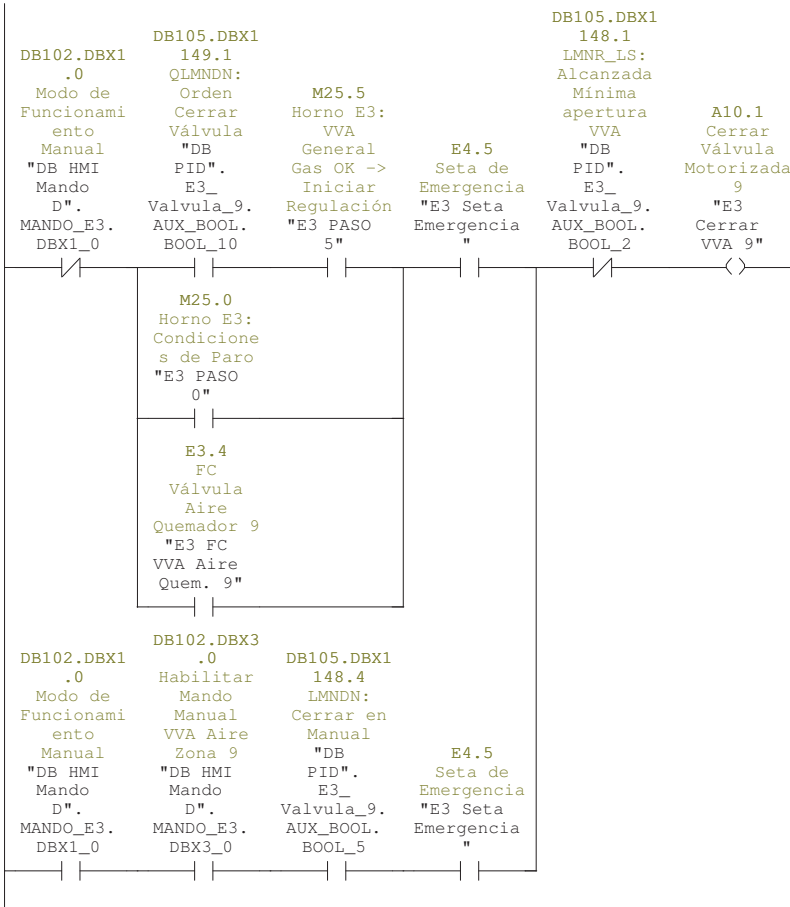 DB102.DBX1
.0
Modo de
Funcionami
ento
Manual
"DB HMI
Mando
D".
MANDO_E3.
DBX1_0
DB105.DBX1
149.1
QLMNDN:
Orden
Cerrar
Válvula
"DB
PID".
E3_
Valvula_9.
AUX_BOOL.
BOOL_10
M25.5
Horno E3:
VVA
General
Gas OK ->
Iniciar
Regulación
"E3 PASO
5"
E4.5
Seta de
Emergencia
"E3 Seta
Emergencia
"
DB105.DBX1
148.1
LMNR_LS:
Alcanzada
Mínima
apertura
VVA
"DB
PID".
E3_
Valvula_9.
AUX_BOOL.
BOOL_2
A10.1
Cerrar
Válvula
Motorizada
9
"E3
Cerrar
VVA 9"
M25.0
Horno E3:
Condicione
s de Paro
"E3 PASO
0"
E3.4
FC
Válvula
Aire
Quemador 9
"E3 FC
VVA Aire
Quem. 9"
DB102.DBX1
.0
Modo de
Funcionami
ento
Manual
"DB HMI
Mando
D".
MANDO_E3.
DBX1_0
DB102.DBX3
.0
Habilitar
Mando
Manual
VVA Aire
Zona 9
"DB HMI
Mando
D".
MANDO_E3.
DBX3_0
DB105.DBX1
148.4
LMNDN:
Cerrar en
Manual
"DB
PID".
E3_
Valvula_9.
AUX_BOOL.
BOOL_5
E4.5
Seta de
Emergencia
"E3 Seta
Emergencia
"